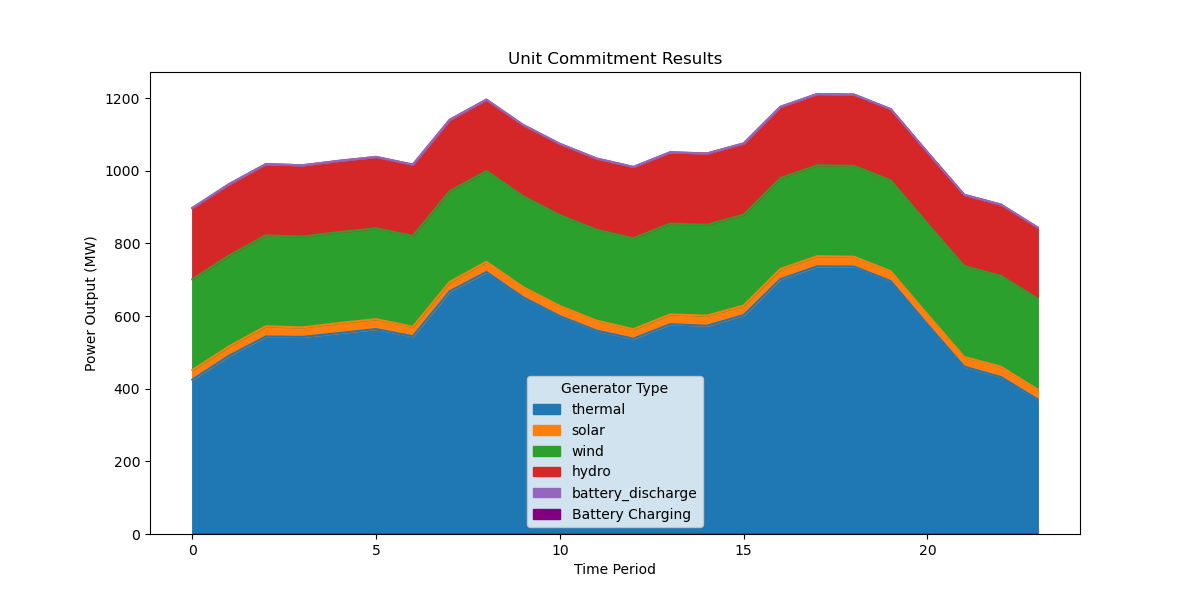 Unit Commitment Results
Power Output (MW)
1200
1000
800
600
400
200
0
Generator Type
thermal
solar
wind
hydro
battery_discharge
Battery Charging
0 5 10 15 20
Time Period